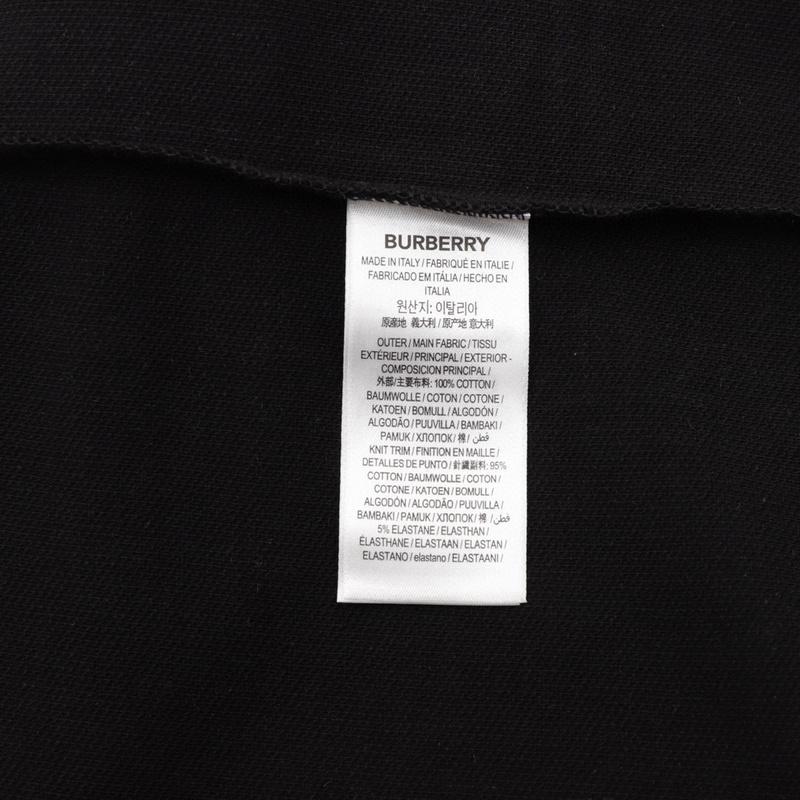 BURBERRY
MADE IN ITALY / FABRIQUÉ EN ITALIE /
FABRICADO EM ITÁLIA / HECHO EN
ITALIA
원산지: 이탈리아
原產地 義大利 / 原产地 意大利
OUTER / MAIN FABRIC / TISSU
EXTÉRIEUR / PRINCIPAL / EXTERIOR -
COMPOSICION PRINCIPAL /
外部/主要布料: 100% COTTON /
BAUMWOLLE / COTON / COTONE /
KATOEN / BOMULL / ALGODÓN /
ALGODÃO / PUUVILLA / BAMBAKI /
PAMUK / ХЛОПОК / 棉 / قطن /
KNIT TRIM / FINITION EN MAILLE /
DETALLES DE PUNTO / 針織副料: 95%
COTTON / BAUMWOLLE / COTON /
COTONE / KATOEN / BOMULL /
ALGODÓN / ALGODÃO / PUUVILLA /
BAMBAKI / PAMUK / ХЛОПОК / 棉 / قطن /
5% ELASTANE / ELASTHAN /
ÉLASTHANE / ELASTAAN / ELASTAN /
ELASTANO / elastano / ELASTAANI /